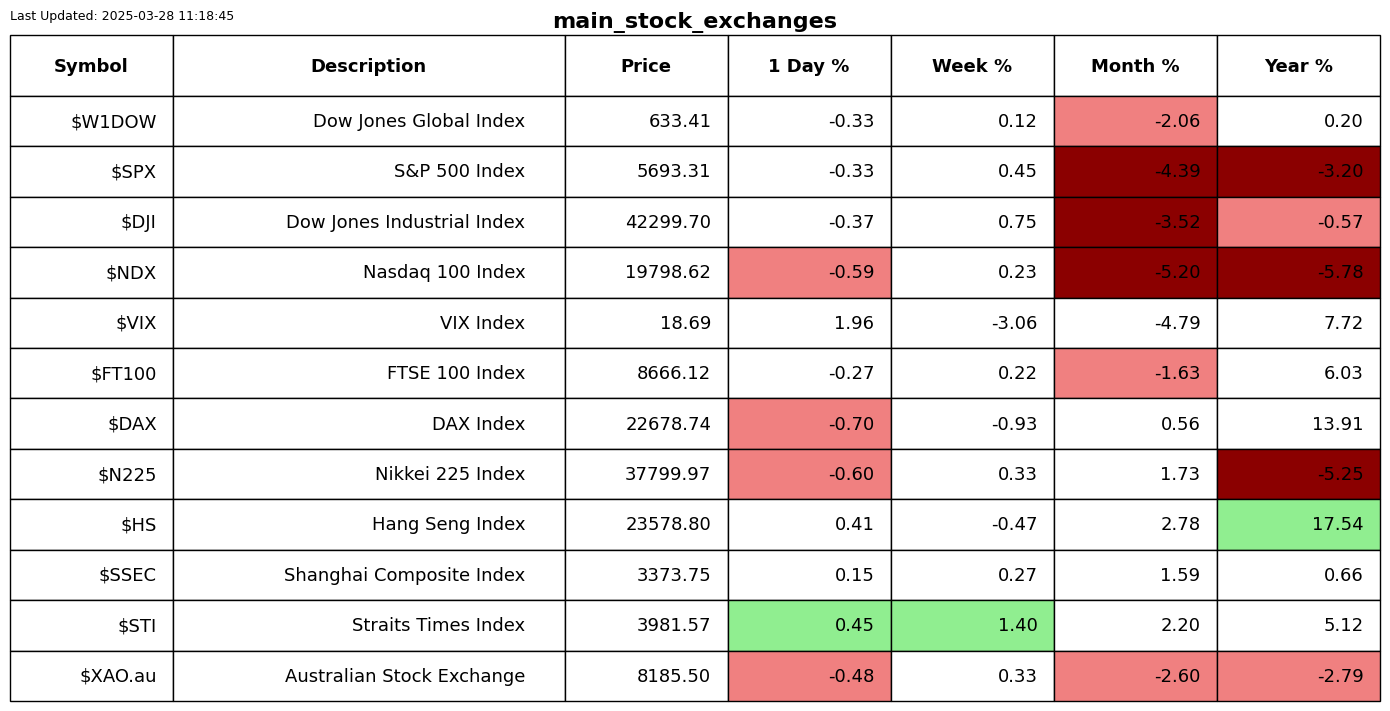 Last Updated: 2025-03-28 11:18:45
main_stock_exchanges
Symbol Description Price 1 Day % Week % Month % Year %
$W1DOW Dow Jones Global Index 633.41 -0.33 0.12 -2.06 0.20
$SPX S&P 500 Index 5693.31 -0.33 0.45 -4.39 -3.20
$DJI Dow Jones Industrial Index 42299.70 -0.37 0.75 -3.52 -0.57
$NDX Nasdaq 100 Index 19798.62 -0.59 0.23 -5.20 -5.78
$VIX VIX Index 18.69 1.96 -3.06 -4.79 7.72
$FT100 FTSE 100 Index 8666.12 -0.27 0.22 -1.63 6.03
$DAX DAX Index 22678.74 -0.70 -0.93 0.56 13.91
$N225 Nikkei 225 Index 37799.97 -0.60 0.33 1.73 -5.25
$HS Hang Seng Index 23578.80 0.41 -0.47 2.78 17.54
$SSEC Shanghai Composite Index 3373.75 0.15 0.27 1.59 0.66
$STI Straits Times Index 3981.57 0.45 1.40 2.20 5.12
$XAO.au Australian Stock Exchange 8185.50 -0.48 0.33 -2.60 -2.79